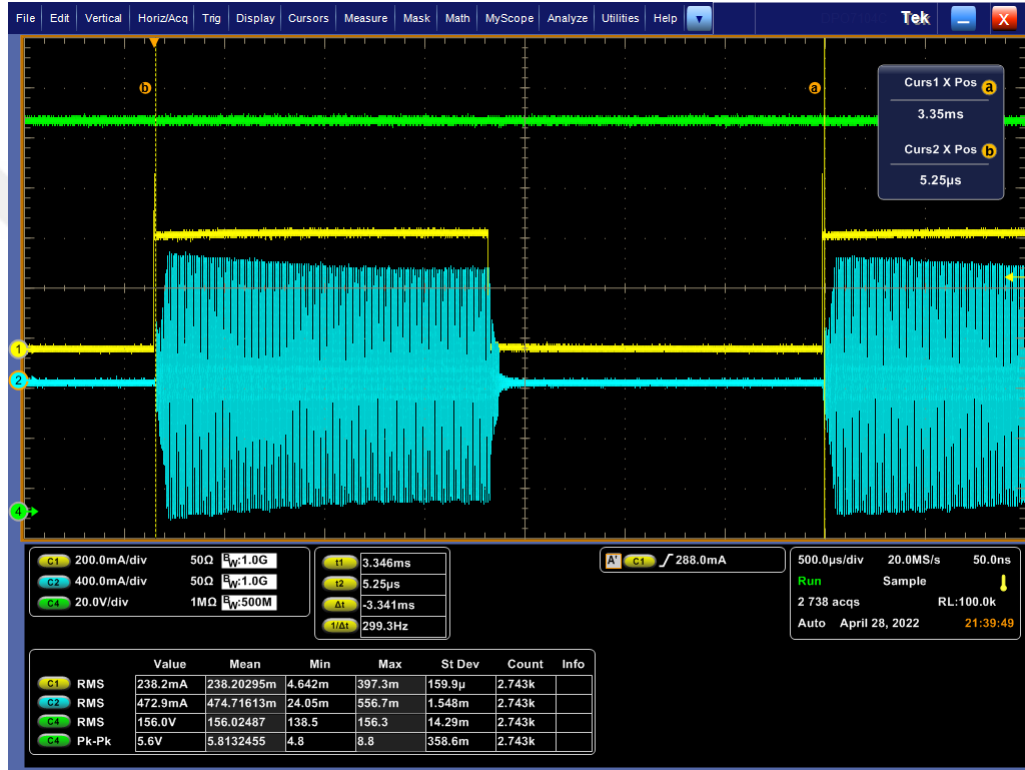 File Edit Vertical Horiz/Acq Trig Display Cursors Measure Mask Math MyScope Analyze Utilities Help Tek X
b a
Curs1 X Pos a
3.35ms
Curs2 X Pos b
5.25µs
1
2
4
C1 200.0mA/div 50Ω BW:1.0G
C2 400.0mA/div 50Ω BW:1.0G
C4 20.0V/div 1MΩ BW:500M
t1 3.346ms
t2 5.25µs
Δt -3.341ms
1/Δt 299.3Hz
A' C1 288.0mA
500.0µs/div 20.0MS/s 50.0ns
Run Sample
2 738 acqs RL:100.0k
Auto April 28, 2022 21:39:49
Value Mean Min Max St Dev Count Info
C1 RMS 238.2mA 238.20295m 4.642m 397.3m 159.9µ 2.743k
C2 RMS 472.9mA 474.71613m 24.05m 556.7m 1.548m 2.743k
C4 RMS 156.0V 156.02487 138.5 156.3 14.29m 2.743k
C4 Pk-Pk 5.6V 5.8132455 4.8 8.8 358.6m 2.743k